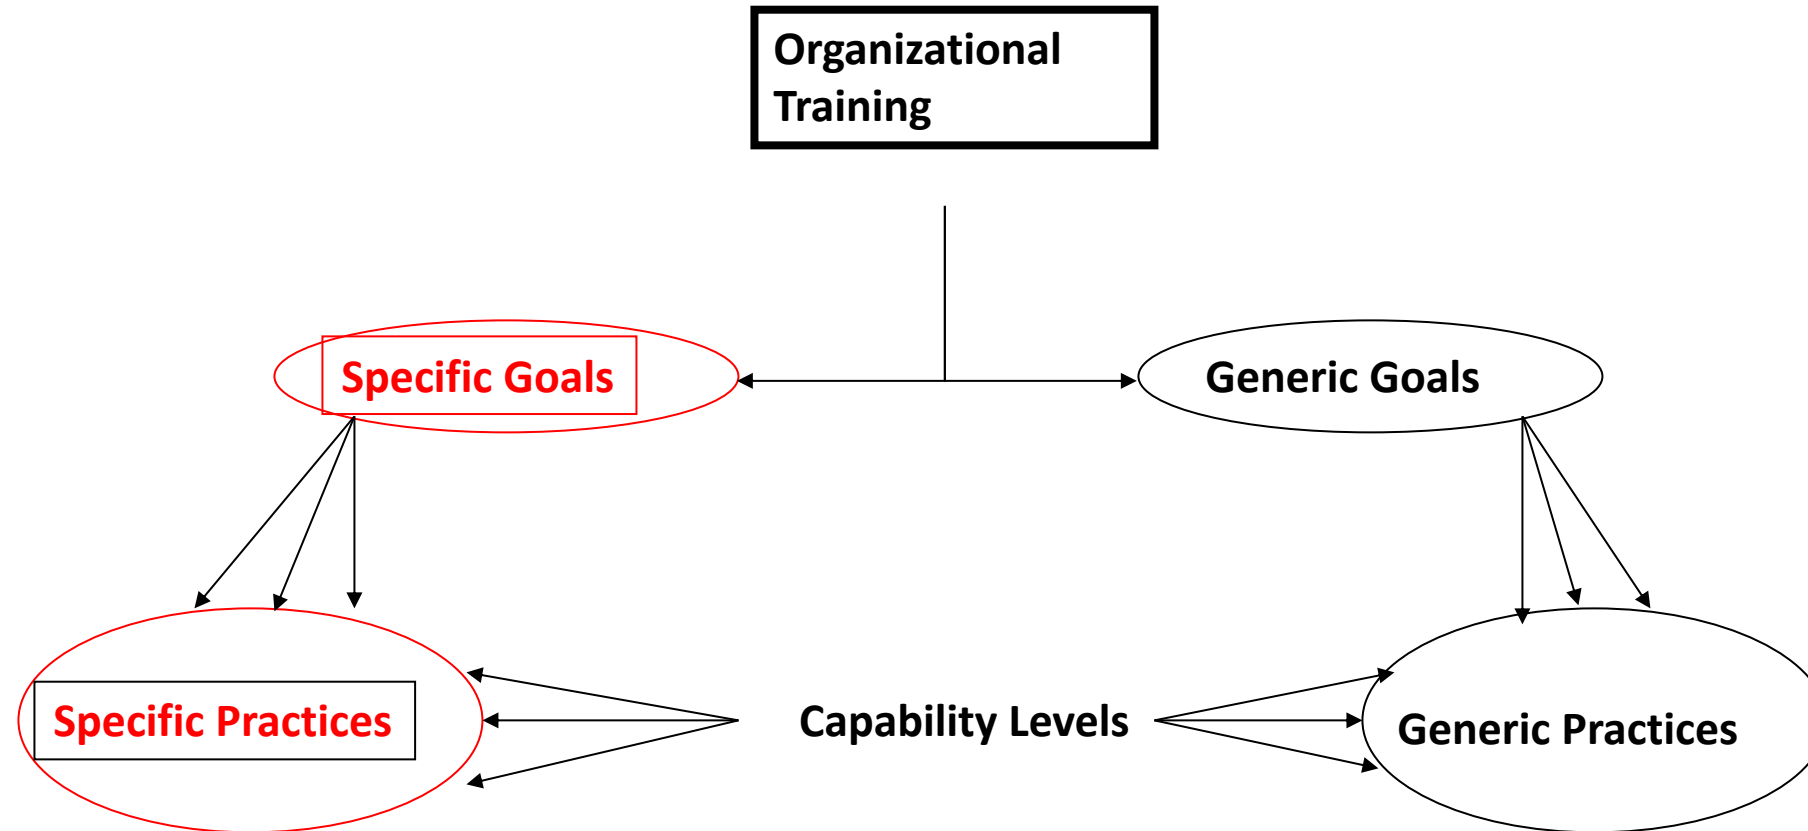 Organizational
Training
Specific Goals
Generic Goals
Specific Practices
Capability Levels
Generic Practices